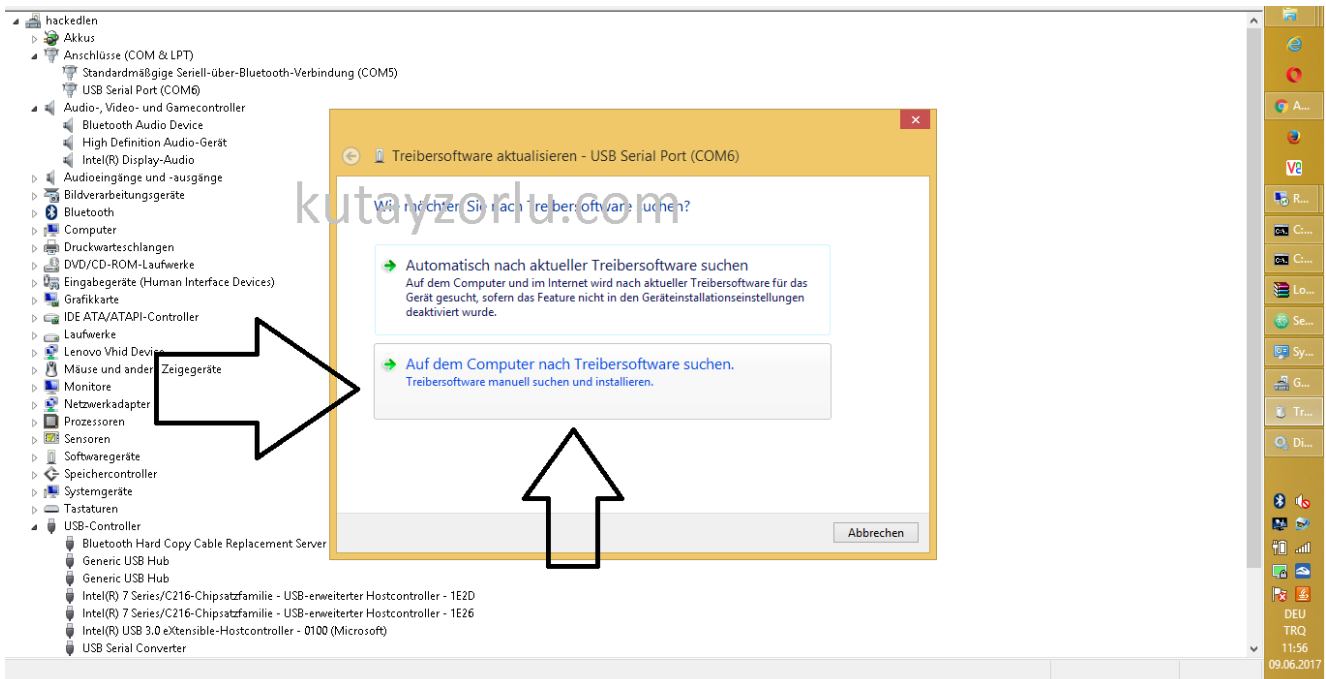 hackedlen
Akkus
Anschlüsse (COM & LPT)
Standardmäßgige Seriell-über-Bluetooth-Verbindung (COM5)
USB Serial Port (COM6)
Audio-, Video- und Gamecontroller
Bluetooth Audio Device
High Definition Audio-Gerät
Intel(R) Display-Audio
Audioeingänge und -ausgänge
Bildverarbeitungsgeräte
Bluetooth
Computer
Druckwarteschlangen
DVD/CD-ROM-Laufwerke
Eingabegeräte (Human Interface Devices)
Grafikkarte
IDE ATA/ATAPI-Controller
Laufwerke
Lenovo Vhid Device
Mäuse und andere Zeigegeräte
Monitore
Netzwerkadapter
Prozessoren
Sensoren
Softwaregeräte
Speichercontroller
Systemgeräte
Tastaturen
USB-Controller
Bluetooth Hard Copy Cable Replacement Server
Generic USB Hub
Generic USB Hub
Intel(R) 7 Series/C216-Chipsatzfamilie - USB-erweiterter Hostcontroller - 1E2D
Intel(R) 7 Series/C216-Chipsatzfamilie - USB-erweiterter Hostcontroller - 1E26
Intel(R) USB 3.0 eXtensible-Hostcontroller - 0100 (Microsoft)
USB Serial Converter
Treibersoftware aktualisieren - USB Serial Port (COM6)
kutayzorlu.com
Wie möchten Sie nach Treibersoftware suchen?
Automatisch nach aktueller Treibersoftware suchen
Auf dem Computer und im Internet wird nach aktueller Treibersoftware für das
Gerät gesucht, sofern das Feature nicht in den Geräteinstallationseinstellungen
deaktiviert wurde.
Auf dem Computer nach Treibersoftware suchen.
Treibersoftware manuell suchen und installieren.
Abbrechen
A...
R...
C:...
C:...
Lo...
Se...
Sy...
G...
Tr...
Di...
DEU
TRQ
11:56
09.06.2017